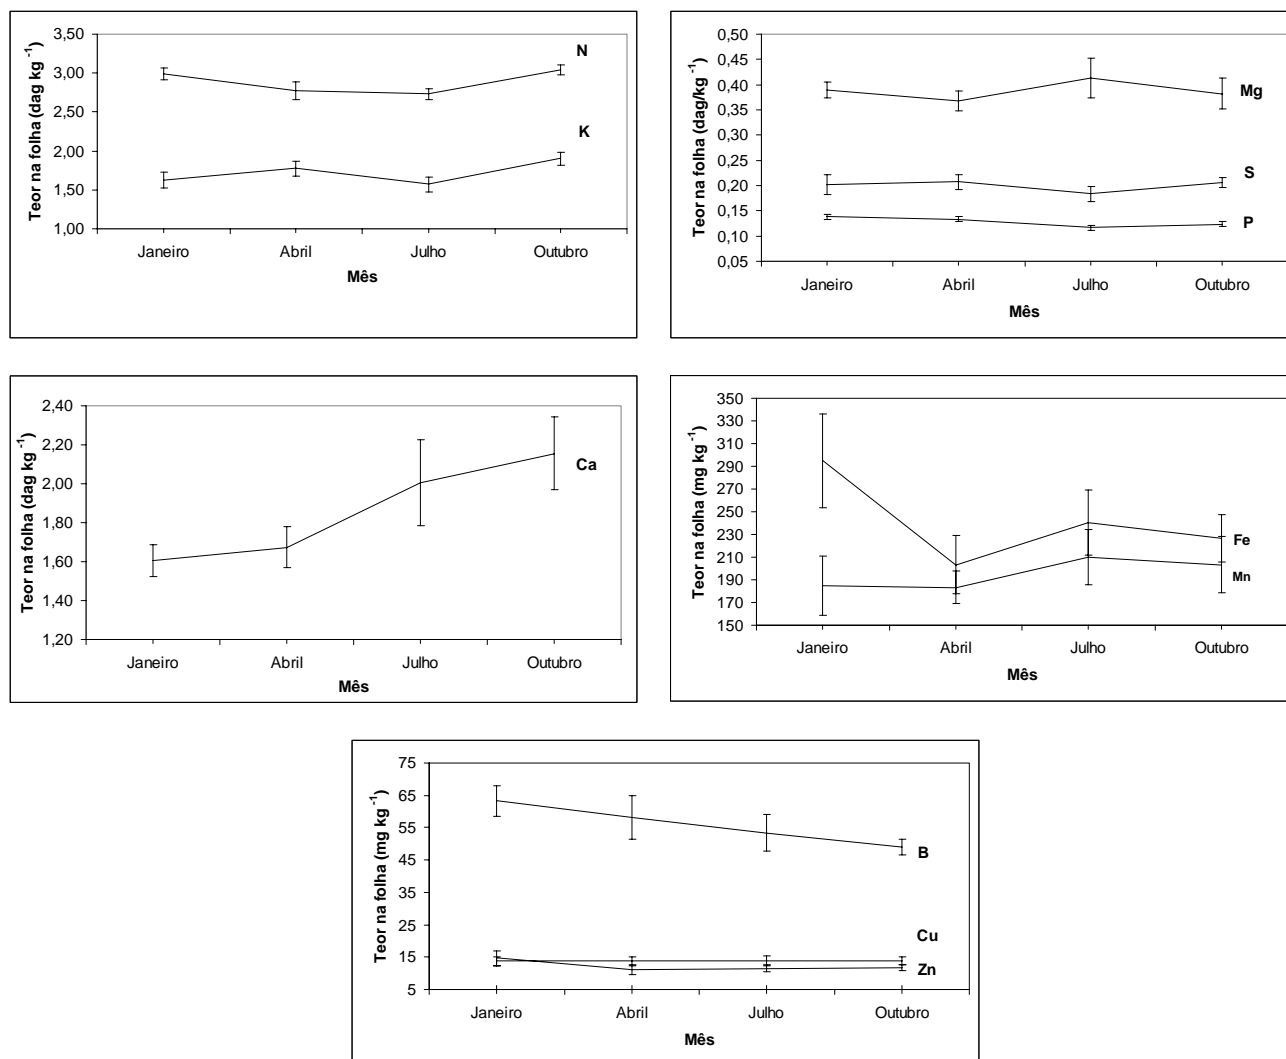 Teor na folha (dag kg -1)
3,50
3,00
2,50
2,00
1,50
1,00
N
K
Janeiro Abril Julho Outubro
Mês
Teor na folha (dag/kg-1)
0,50
0,45
0,40
0,35
0,30
0,25
0,20
0,15
0,10
0,05
Mg
S
P
Janeiro Abril Julho Outubro
Mês
Teor na folha (dag kg -1)
2,40
2,20
2,00
1,80
1,60
1,40
1,20
Ca
Janeiro Abril Julho Outubro
Mês
Teor na folha (mg kg -1)
350
330
310
290
270
250
230
210
190
170
150
Fe
Mn
Janeiro Abril Julho Outubro
Mês
Teor na folha (mg kg -1)
75
65
55
45
35
25
15
5
B
Cu
Zn
Janeiro Abril Julho Outubro
Mês